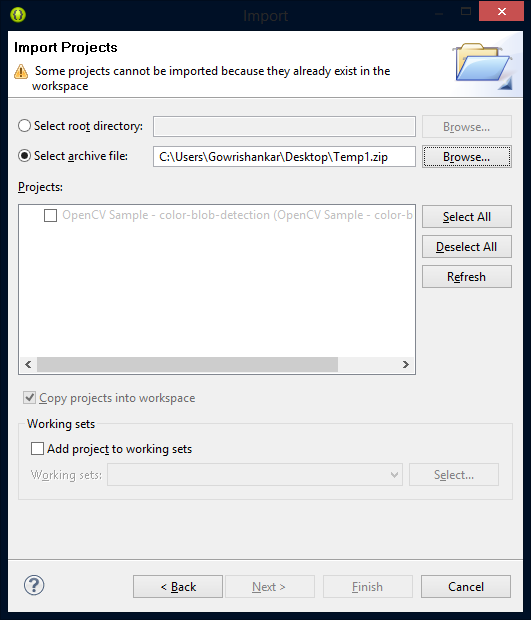 Import
Import Projects
Some projects cannot be imported because they already exist in the
workspace
Select root directory:
Browse...
Select archive file:
C:\Users\Gowrishankar\Desktop\Temp1.zip
Browse...
Projects:
OpenCV Sample - color-blob-detection (OpenCV Sample - color-b
Select All
Deselect All
Refresh
Copy projects into workspace
Working sets
Add project to working sets
Working sets:
Select...
?
< Back
Next >
Finish
Cancel